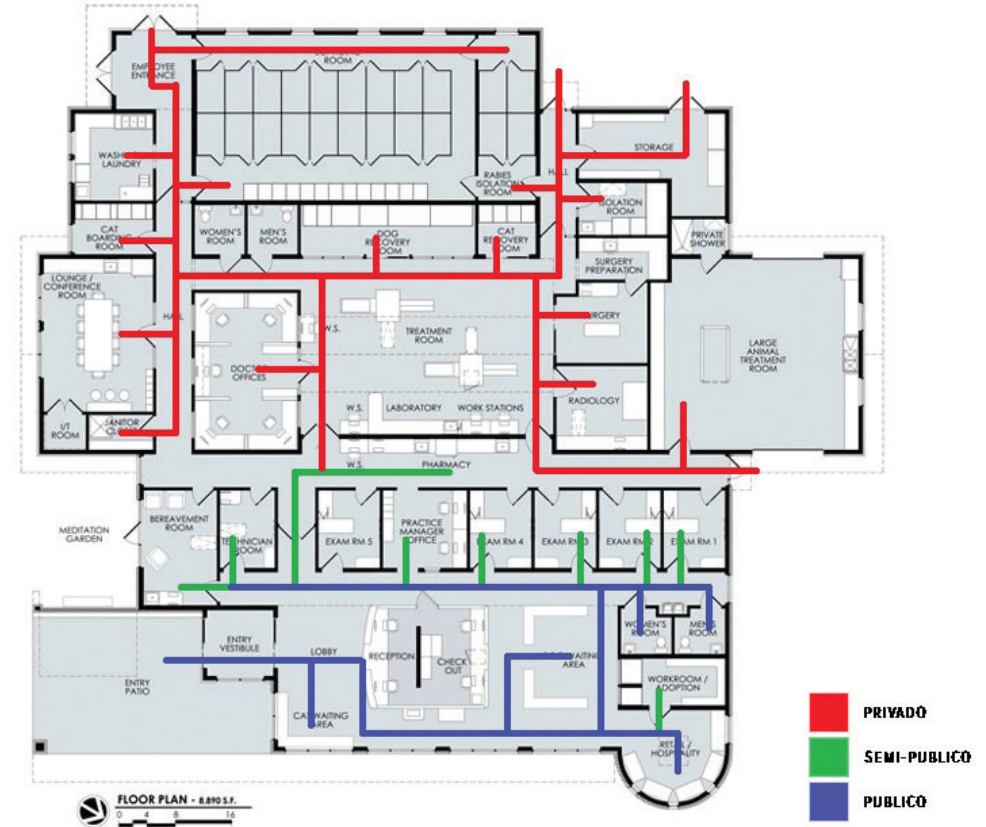 ROOM
EMPLOYEE
ENTRANCE
STORAGE
LAUNDRY
RABIES
ISOLATION
ROOM
ISOLATION
ROOM
CAT
BOARDING
ROOM
WOMEN'S
ROOM
MEN'S
ROOM
DOG
RECOVERY
ROOM
CAT
RECOVERY
ROOM
PRIVATE
SHOWER
SURGERY
PREPARATION
LOUNGE /
CONFERENCE
ROOM
HALL
W.S.
TREATMENT
ROOM
SURGERY
LARGE
ANIMAL
TREATMENT
ROOM
DOCTOR
OFFICES
RADIOLOGY
W.S.
LABORATORY
WORK STATIONS
I/T
ROOM
JANITOR
W.S.
PHARMACY
MEDITATION
GARDEN
BEREAVEMENT
ROOM
TECHNICIAN
ROOM
EXAM RM 5
PRACTICE
MANAGER
OFFICE
EXAM RM 4
EXAM RM 3
EXAM RM 2
EXAM RM 1
WOMEN'S
ROOM
MEN'S
ROOM
ENTRY
VESTIBULE
LOBBY
RECEPTION
CHECK
OUT
WAITING
AREA
ENTRY
PATIO
CAT WAITING
AREA
WORKROOM /
ADOPTION
RETAIL /
HOSPITALITY
PRIVADO
SEMI-PUBLICO
PUBLICO
FLOOR PLAN - 8,890 S.F.
0 4 8 16